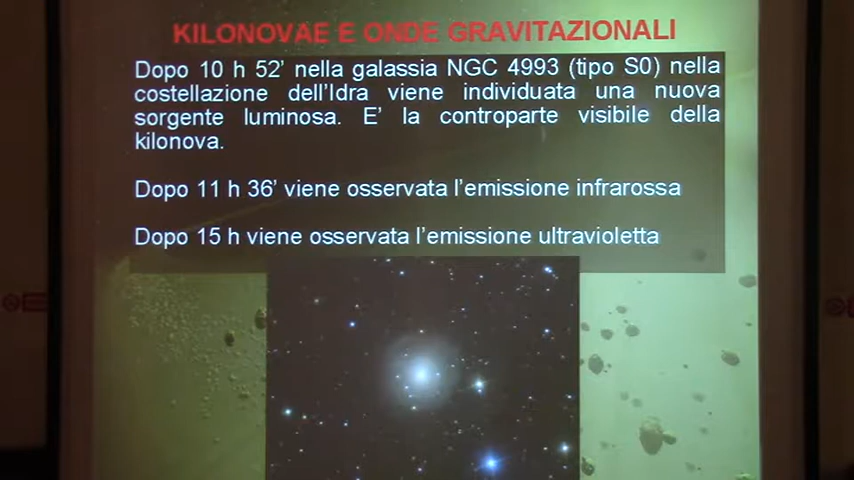 KILONOVAE E ONDE GRAVITAZIONALI
Dopo 10 h 52' nella galassia NGC 4993 (tipo S0) nella
costellazione dell'Idra viene individuata una nuova
sorgente luminosa. E' la controparte visibile della
kilonova.
Dopo 11 h 36' viene osservata l'emissione infrarossa
Dopo 15 h viene osservata l'emissione ultravioletta